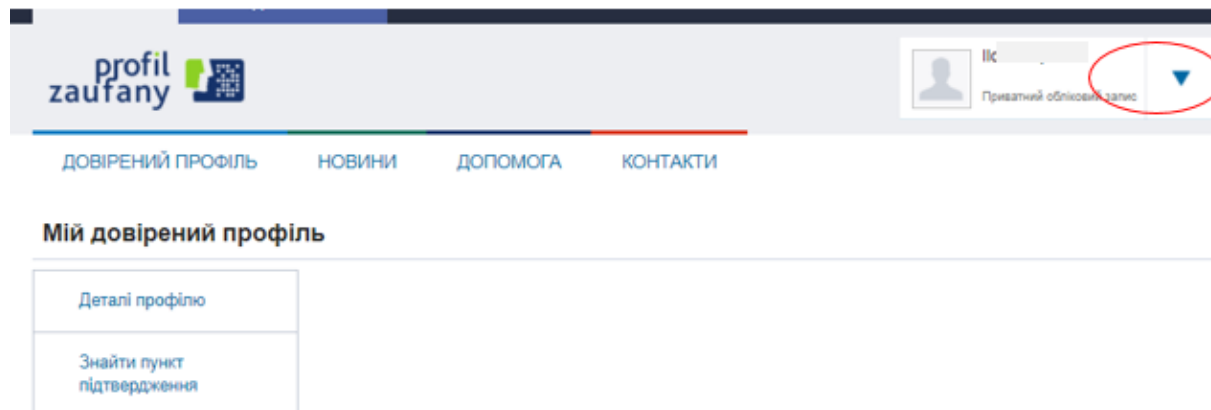 profil
zaufany
Приватний обліковий запис
ДОВІРЕНИЙ ПРОФІЛЬ
НОВИНИ
ДОПОМОГА
КОНТАКТИ
Мій довірений профіль
Деталі профілю
Знайти пункт
підтвердження